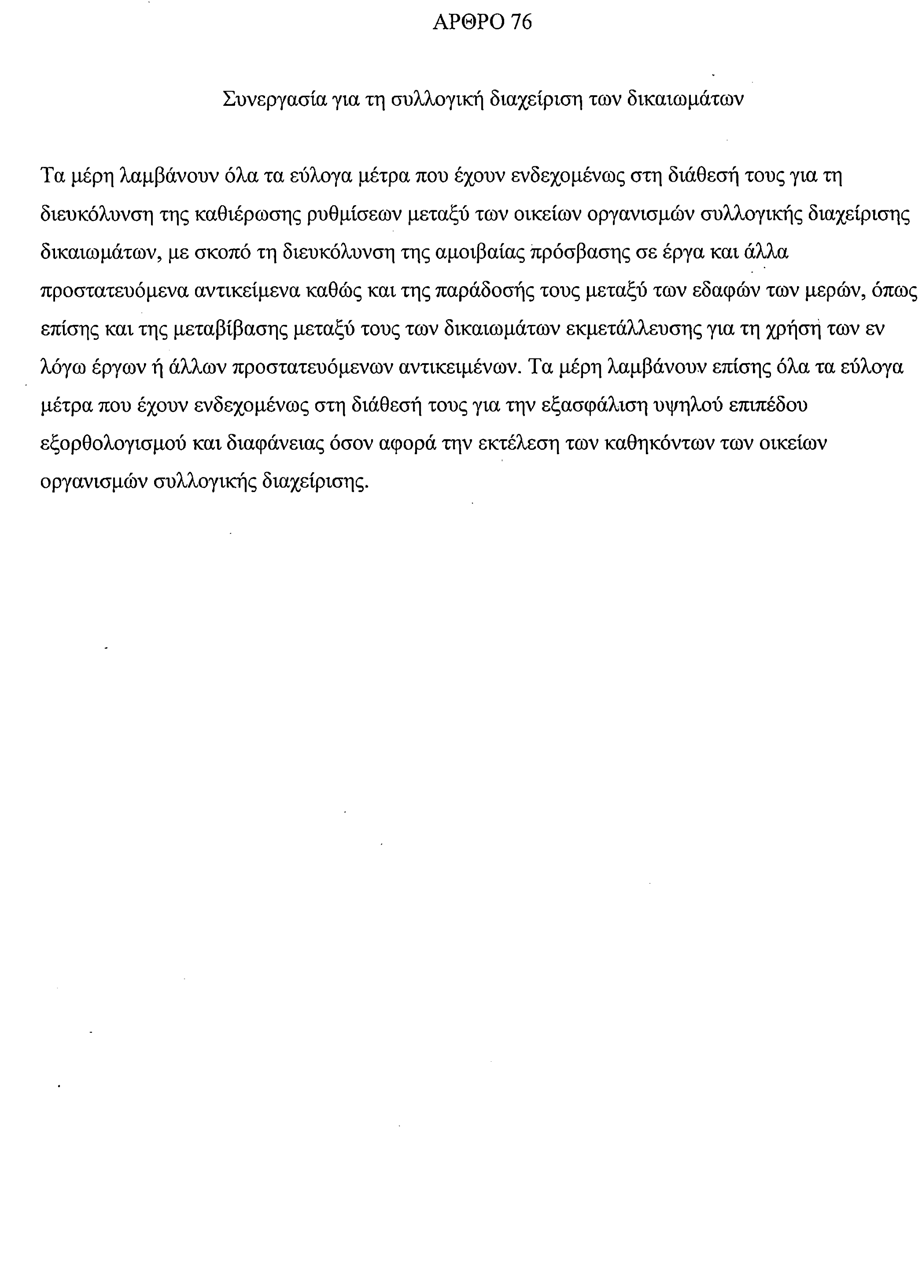 ΑΡΘΡΟ 76
Συνεργασία για τη συλλογική διαχείριση των δικαιωμάτων
Τα μέρη λαμβάνουν όλα τα εύλογα μέτρα που έχουν ενδεχομένως στη διάθεσή τους για τη
διευκόλυνση της καθιέρωσης ρυθμίσεων μεταξύ των οικείων οργανισμών συλλογικής διαχείρισης
δικαιωμάτων, με σκοπό τη διευκόλυνση της αμοιβαίας πρόσβασης σε έργα και άλλα
προστατευόμενα αντικείμενα καθώς και της παράδοσής τους μεταξύ των εδαφών των μερών, όπως
επίσης και της μεταβίβασης μεταξύ τους των δικαιωμάτων εκμετάλλευσης για τη χρήση των εν
λόγω έργων ή άλλων προστατευόμενων αντικειμένων. Τα μέρη λαμβάνουν επίσης όλα τα εύλογα
μέτρα που έχουν ενδεχομένως στη διάθεσή τους για την εξασφάλιση υψηλού επιπέδου
εξορθολογισμού και διαφάνειας όσον αφορά την εκτέλεση των καθηκόντων των οικείων
οργανισμών συλλογικής διαχείρισης.